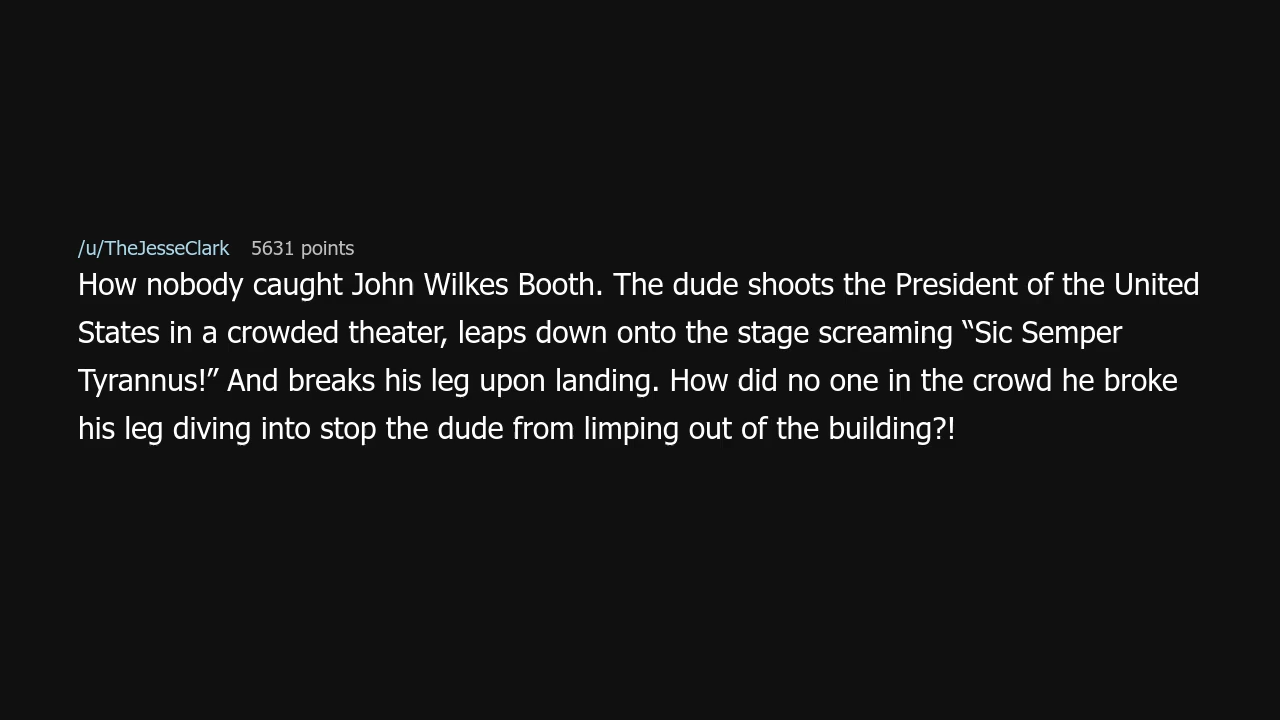 /u/TheJesseClark 5631 points
How nobody caught John Wilkes Booth. The dude shoots the President of the United
States in a crowded theater, leaps down onto the stage screaming “Sic Semper
Tyrannus!” And breaks his leg upon landing. How did no one in the crowd he broke
his leg diving into stop the dude from limping out of the building?!